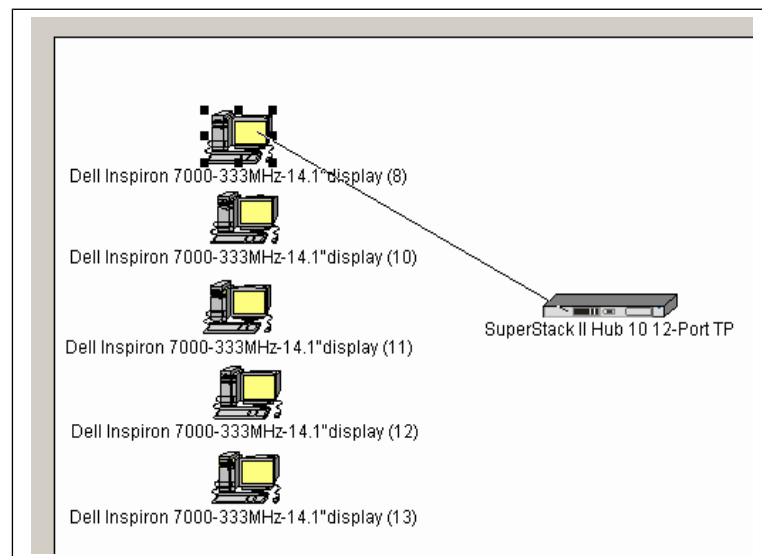 Dell Inspiron 7000-333MHz-14.1"display (8)
Dell Inspiron 7000-333MHz-14.1"display (10)
SuperStack II Hub 10 12-Port TP
Dell Inspiron 7000-333MHz-14.1"display (11)
Dell Inspiron 7000-333MHz-14.1"display (12)
Dell Inspiron 7000-333MHz-14.1"display (13)